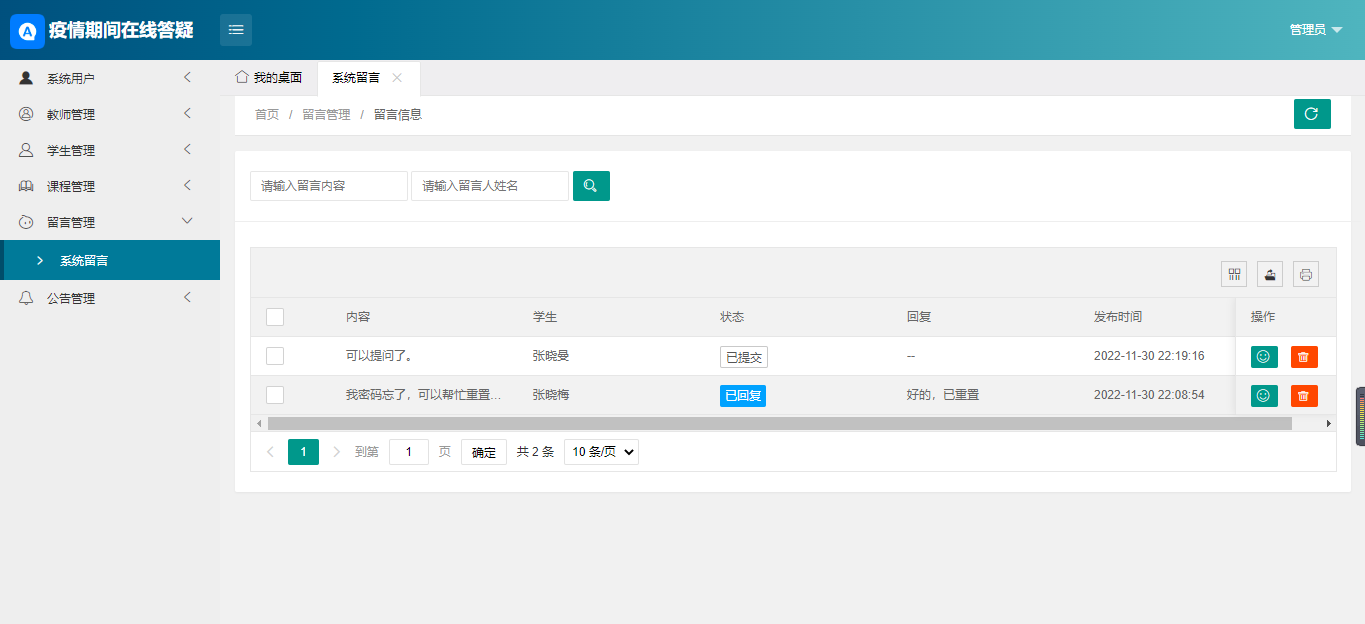 疫情期间在线答疑
管理员
系统用户
教师管理
学生管理
课程管理
留言管理
系统留言
公告管理
我的桌面 系统留言
首页 / 留言管理 / 留言信息
请输入留言内容 请输入留言人姓名
内容 学生 状态 回复 发布时间 操作
可以提问了。 张晓曼 已提交 -- 2022-11-30 22:19:16
我密码忘了，可以帮忙重置... 张晓梅 已回复 好的，已重置 2022-11-30 22:08:54
1 到第 1 页 确定 共 2 条 10 条/页